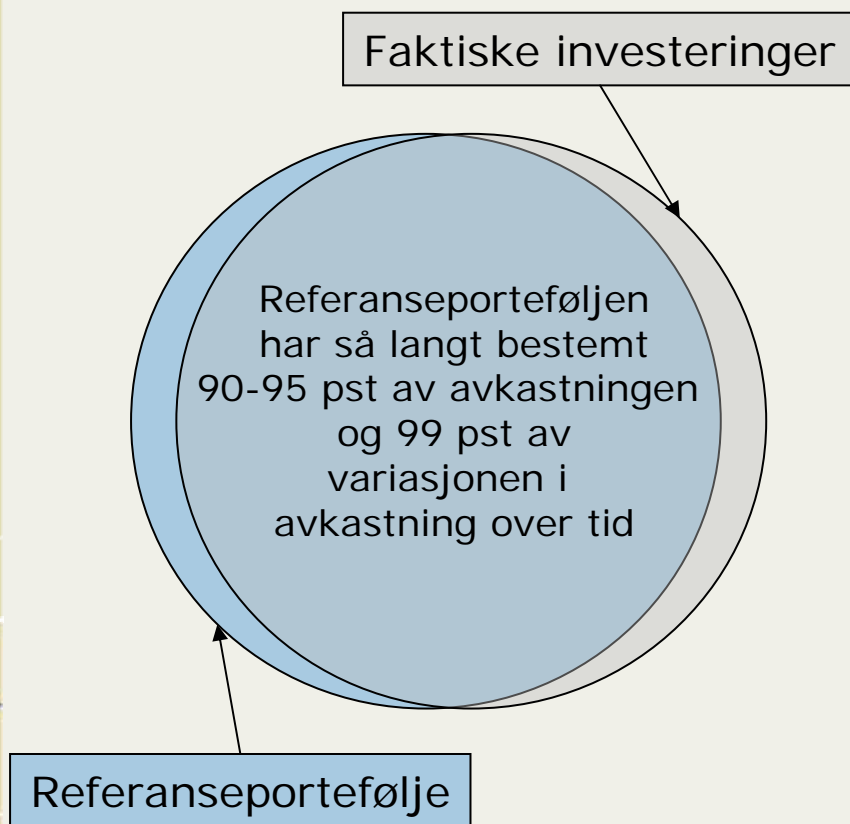 Faktiske investeringer
Referanseporteføljen
har så langt bestemt
90-95 pst av avkastningen
og 99 pst av
variasjonen i
avkastning over tid
Referanseportefølje